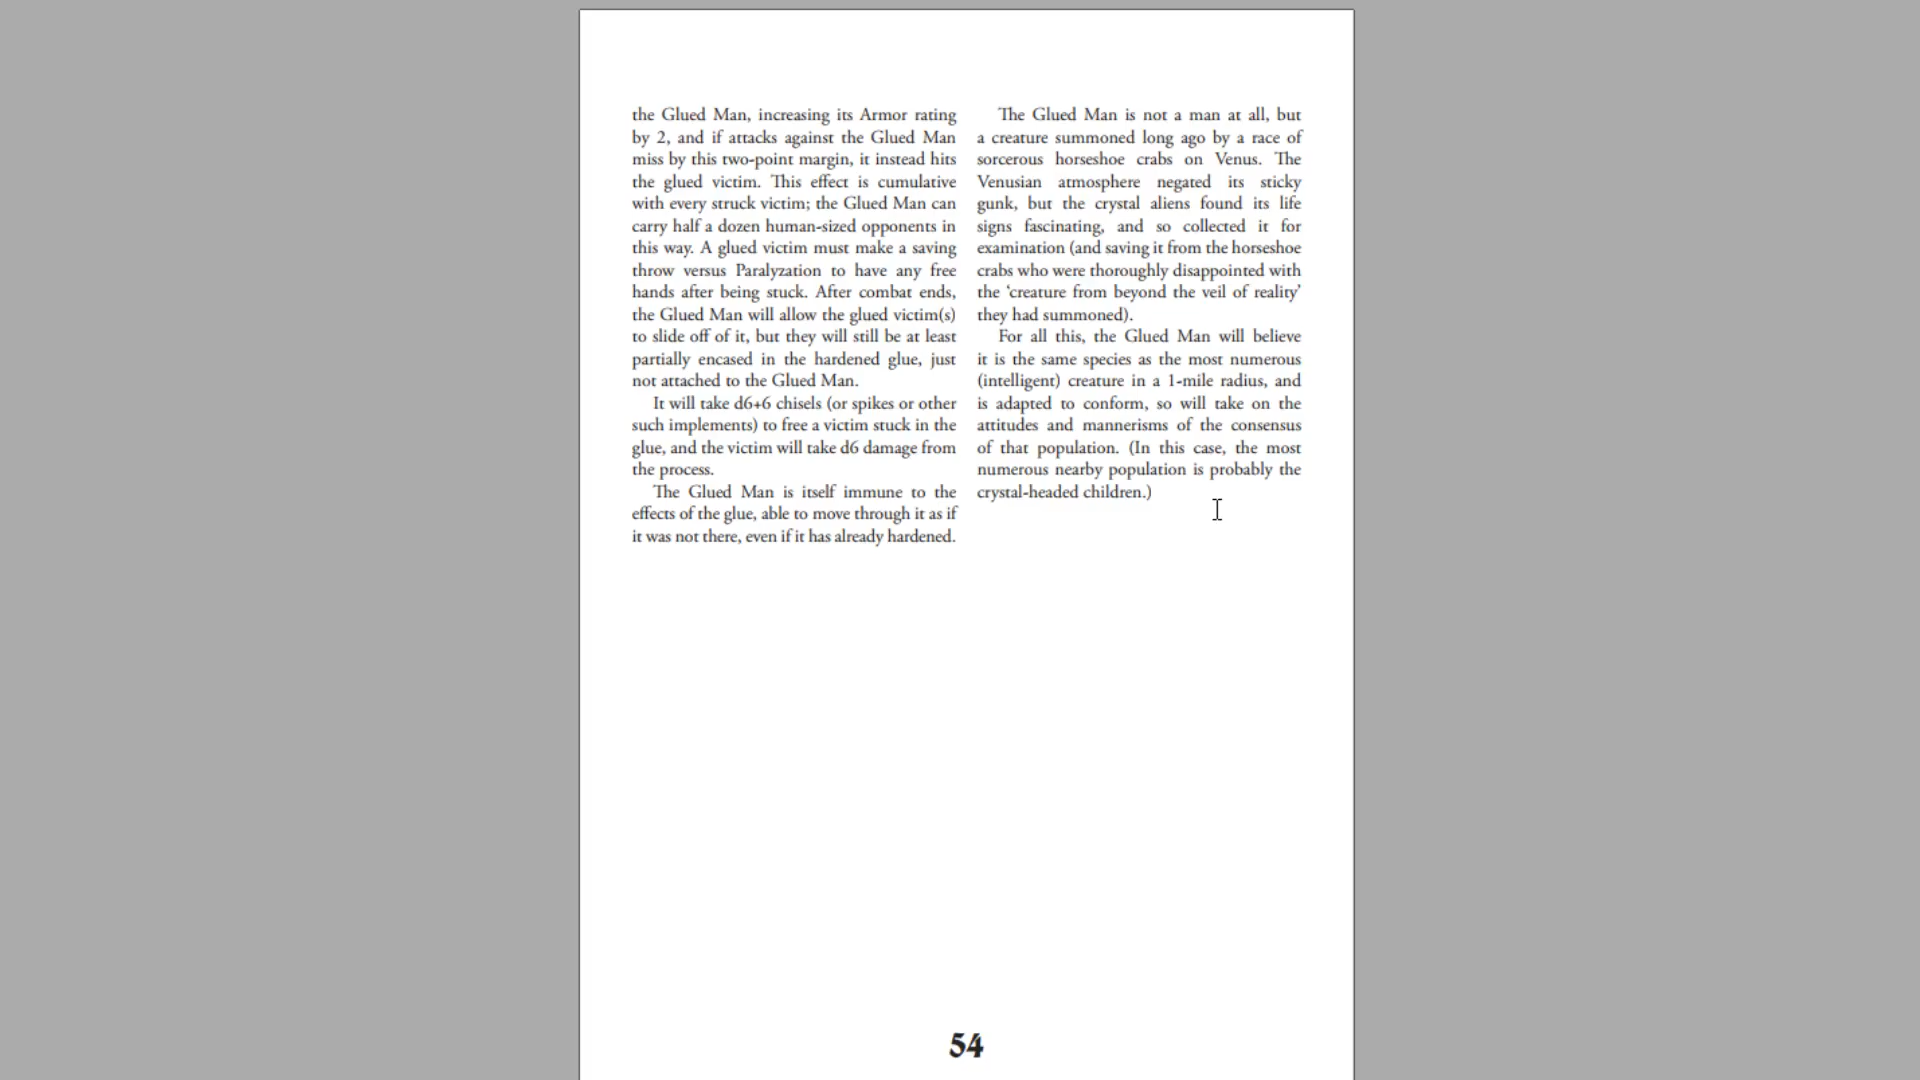 the Glued Man, increasing its Armor rating
by 2, and if attacks against the Glued Man
miss by this two-point margin, it instead hits
the glued victim. This effect is cumulative
with every struck victim; the Glued Man can
carry half a dozen human-sized opponents in
this way. A glued victim must make a saving
throw versus Paralyzation to have any free
hands after being stuck. After combat ends,
the Glued Man will allow the glued victim(s)
to slide off of it, but they will still be at least
partially encased in the hardened glue, just
not attached to the Glued Man.
It will take d6+6 chisels (or spikes or other
such implements) to free a victim stuck in the
glue, and the victim will take d6 damage from
the process.
The Glued Man is itself immune to the
effects of the glue, able to move through it as if
it was not there, even if it has already hardened.
The Glued Man is not a man at all, but
a creature summoned long ago by a race of
sorcerous horseshoe crabs on Venus. The
Venusian atmosphere negated its sticky
gunk, but the crystal aliens found its life
signs fascinating, and so collected it for
examination (and saving it from the horseshoe
crabs who were thoroughly disappointed with
the ‘creature from beyond the veil of reality’
they had summoned).
For all this, the Glued Man will believe
it is the same species as the most numerous
(intelligent) creature in a 1-mile radius, and
is adapted to conform, so will take on the
attitudes and mannerisms of the consensus
of that population. (In this case, the most
numerous nearby population is probably the
crystal-headed children.)
54